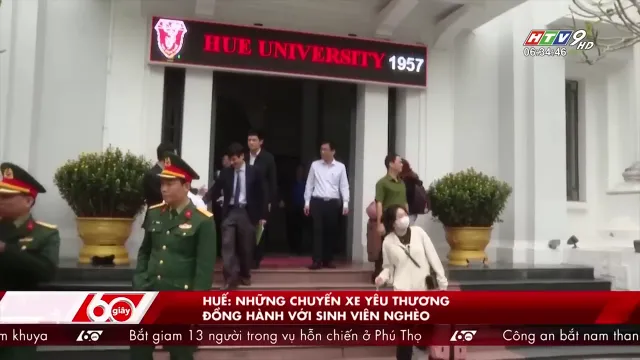 HUE UNIVERSITY 1957
HTV9 HD
06:34:46
60 giây
HUẾ: NHỮNG CHUYẾN XE YÊU THƯƠNG
ĐỒNG HÀNH VỚI SINH VIÊN NGHÈO
m khuya • Bắt giam 13 người trong vụ hỗn chiến ở Phú Thọ • Công an bắt nam than